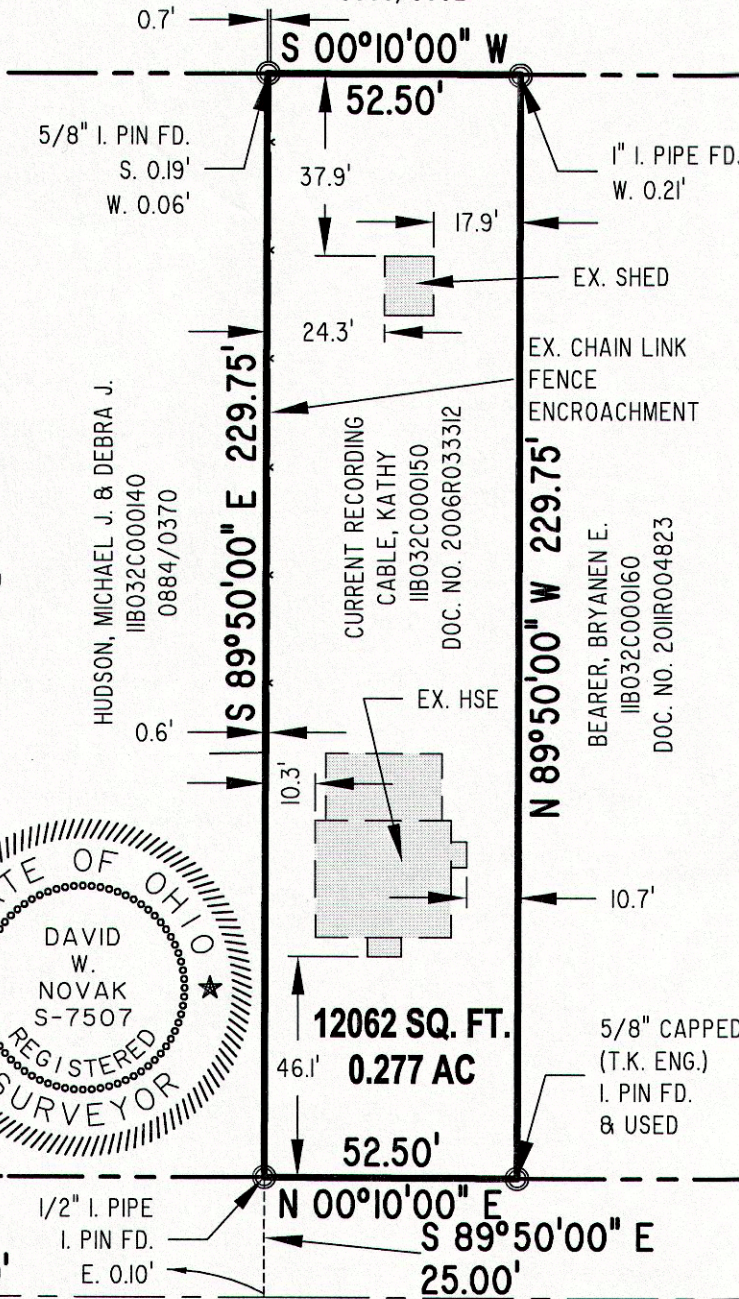 0.7'
S 00°10'00" W
52.50'
5/8" I. PIN FD.
S. 0.19'
W. 0.06'
1" I. PIPE FD.
W. 0.21'
37.9'
17.9'
EX. SHED
24.3'
EX. CHAIN LINK
FENCE
ENCROACHMENT
HUDSON, MICHAEL J. & DEBRA J.
11B032C000140
0884/0370
S 89°50'00" E 229.75'
CURRENT RECORDING
CABLE, KATHY
11B032C000150
DOC. NO. 2006R033312
N 89°50'00" W 229.75'
BEARER, BRYANEN E.
11B032C000160
DOC. NO. 2011R004823
EX. HSE
0.6'
10.3'
10.7'
OF OHIO
DAVID
W.
NOVAK
S-7507
REGISTERED
SURVEYOR
12062 SQ. FT.
0.277 AC
46.1'
5/8" CAPPED
(T.K. ENG.)
I. PIN FD.
& USED
52.50'
N 00°10'00" E
1/2" I. PIPE
I. PIN FD.
E. 0.10'
S 89°50'00" E
25.00'